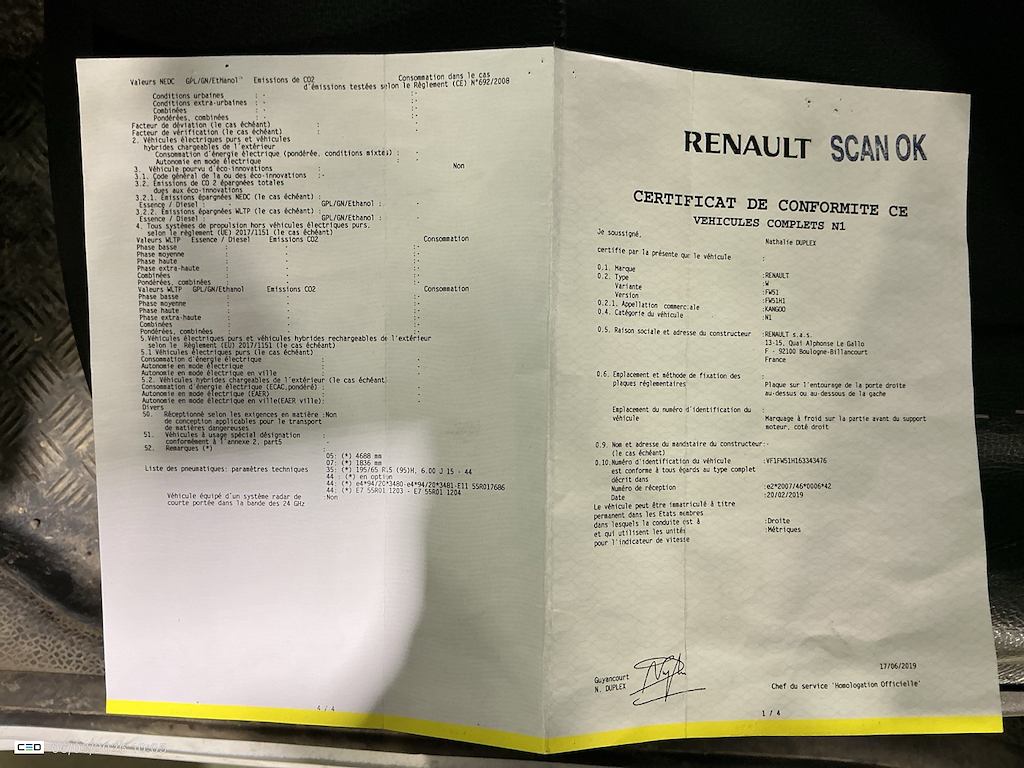 Valeurs NEDC GPL/GN/Ethanol Emissions de CO2 Consommation dans le cas
d'émissions testées selon le Règlement (CE) N°692/2008
Conditions urbaines : - :-
Conditions extra-urbaines : - :-
Combinées : - :-
Pondérées, combinées : - :-
Facteur de déviation (le cas échéant) :
Facteur de vérification (le cas échéant) :
2. Véhicules électriques purs et véhicules
hybrides chargeables de l'extérieur
Consommation d'énergie électrique (pondérée, conditions mixtes) : -
Autonomie en mode électrique : -
3. Véhicule pourvu d'éco-innovations Non
3.1. Code général de la ou des éco-innovations :-
3.2. Emissions de CO 2 épargnées totales
dues aux éco-innovations
3.2.1. Emissions épargnées NEDC (le cas échéant) :
Essence / Diesel : - GPL/GN/Ethanol : -
3.2.2. Emissions épargnées WLTP (le cas échéant) :
Essence / Diesel : - GPL/GN/Ethanol : -
4. Tous systèmes de propulsion hors véhicules électriques purs,
selon le règlement (UE) 2017/1151 (le cas échéant)
Valeurs WLTP Essence / Diesel Emissions CO2 Consommation
Phase basse : - :-
Phase moyenne : - :-
Phase haute : - :-
Phase extra-haute : - :-
Combinées : - :-
Pondérées, combinées : - :-
Valeurs WLTP GPL/GN/Ethanol Emissions CO2 Consommation
Phase basse : - :-
Phase moyenne : - :-
Phase haute : - :-
Phase extra-haute : - :-
Combinées : - :-
Pondérées, combinées : - :-
5.Véhicules électriques purs et véhicules hybrides rechargeables de l'extérieur
selon le Règlement (EU) 2017/1151 (le cas échéant)
5.1 Véhicules électriques purs (le cas échéant)
Consommation d'énergie électrique : -
Autonomie en mode électrique : -
Autonomie en mode électrique en ville : -
5.2. Véhicules hybrides chargeables de l'extérieur (le cas échéant)
Consommation d'énergie électrique (ECAC,pondéré) : -
Autonomie en mode électrique (EAER) : -
Autonomie en mode électrique en ville(EAER ville): -
Divers
50. Réceptionné selon les exigences en matière :Non
de conception applicables pour le transport
de matières dangereuses
51. Véhicules à usage spécial désignation :
conformément à l'annexe 2, part5 -
52. Remarques (*) :
05: (*) 4688 mm
07: (*) 1836 mm
Liste des pneumatiques: paramètres techniques 35: (*) 195/65 R15 (95)H, 6.00 J 15 - 44
44 : (*) en option
44: (*) e4*94/20*3480-e4*94/20*3481-E11 55R017686
44: (*) E7 55R01 1203 - E7 55R01 1204
Véhicule équipé d'un système radar de :Non
courte portée dans la bande des 24 GHz
4 / 4
RENAULT SCAN OK
CERTIFICAT DE CONFORMITE CE
VEHICULES COMPLETS N1
Je soussigné, Nathalie DUPLEX
certifie par la présente que le véhicule :
0.1. Marque :RENAULT
0.2. Type :W
Variante :FW51
Version :FW51H1
0.2.1. Appellation commerciale :KANGOO
0.4. Catégorie du véhicule :N1
0.5. Raison sociale et adresse du constructeur :RENAULT s.a.s.
13-15, Quai Alphonse Le Gallo
F - 92100 Boulogne-Billancourt
France
0.6. Emplacement et méthode de fixation des :
plaques réglementaires Plaque sur l'entourage de la porte droite
au-dessus ou au-dessous de la gache
Emplacement du numéro d'identification du :
véhicule Marquage à froid sur la partie avant du support
moteur, coté droit
0.9. Nom et adresse du mandataire du constructeur:-
(le cas échéant)
0.10.Numéro d'identification du véhicule :VF1FW51H163343476
est conforme à tous égards au type complet
décrit dans
Numéro de réception :e2*2007/46*0006*42
Date :20/02/2019
Le véhicule peut être immatriculé à titre
permanent dans les Etats membres
dans lesquels la conduite est à :Droite
et qui utilisent les unités :Métriques
pour l'indicateur de vitesse
Guyancourt 17/06/2019
N. DUPLEX Chef du service 'Homologation Officielle'
1 / 4